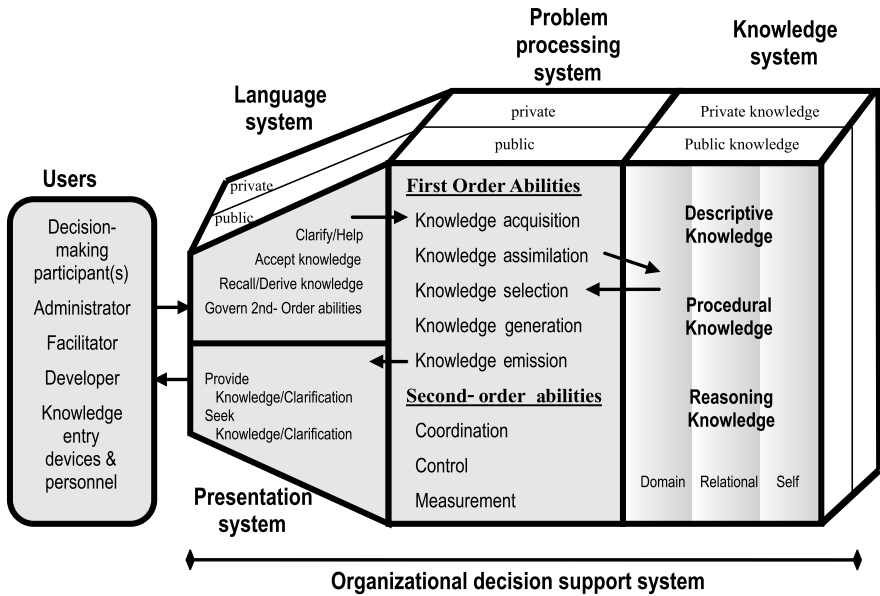 Problem
processing
system
Knowledge
system
Language
system
private
Private knowledge
public
Public knowledge
private
public
Users
Decision-
making
participant(s)
Administrator
Facilitator
Developer
Knowledge
entry
devices &
personnel
Clarify/Help
Accept knowledge
Recall/Derive knowledge
Govern 2nd- Order abilities
Provide
Knowledge/Clarification
Seek
Knowledge/Clarification
Presentation
system
First Order Abilities
Knowledge acquisition
Knowledge assimilation
Knowledge selection
Knowledge generation
Knowledge emission
Second- order abilities
Coordination
Control
Measurement
Descriptive
Knowledge
Procedural
Knowledge
Reasoning
Knowledge
Domain Relational Self
Organizational decision support system